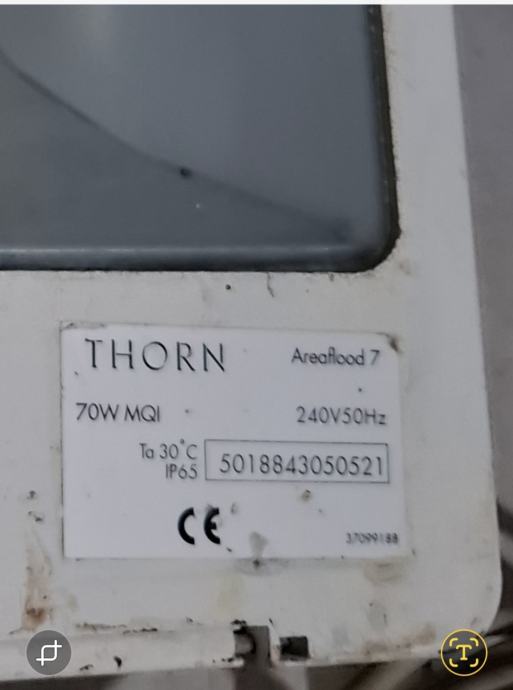 THORN Areaflood 7
70W MQI 240V50Hz
Ta 30°C
IP65 5018843050521
CE
37099188